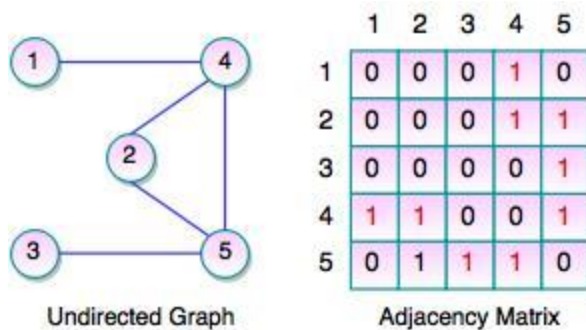 1 4
2
3 5
Undirected Graph
1 2 3 4 5
1 0 0 0 1 0
2 0 0 0 1 1
3 0 0 0 0 1
4 1 1 0 0 1
5 0 1 1 1 0
Adjacency Matrix